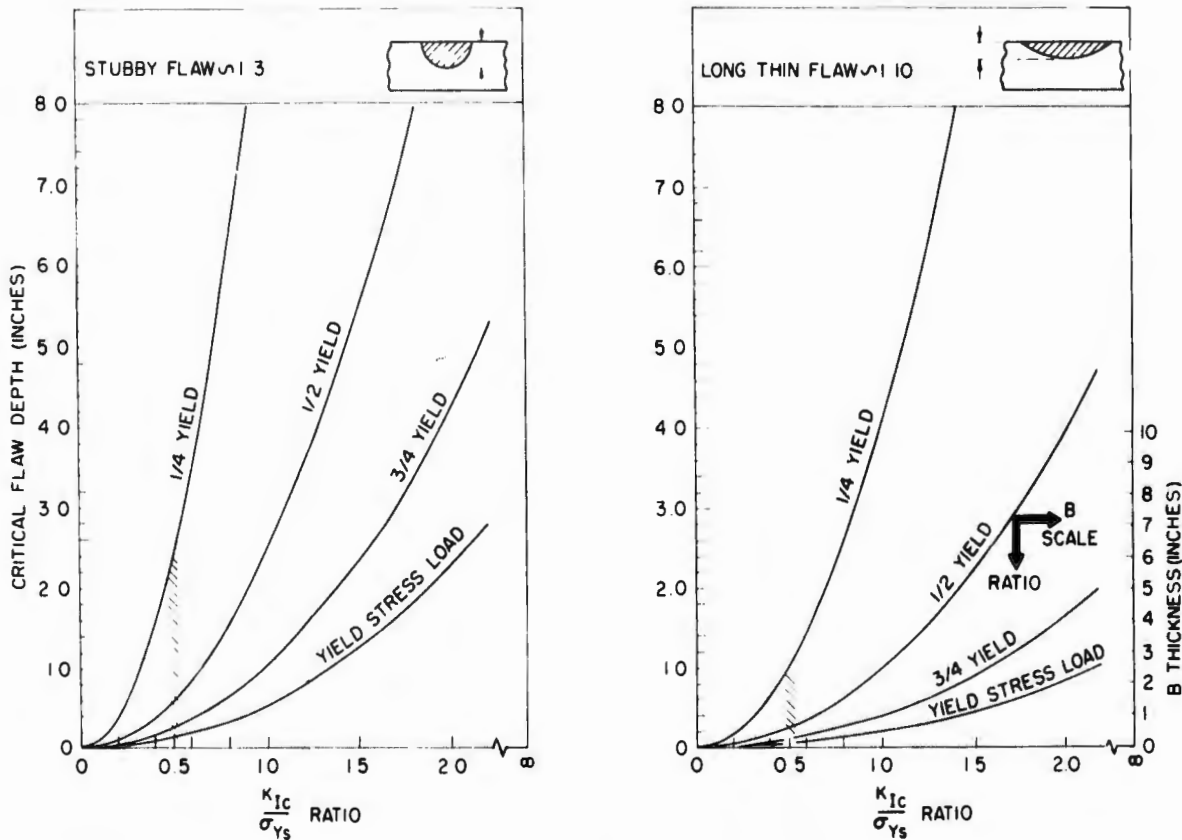 STUBBY FLAW ~ 1 3
8 0
7.0
6 0
5 0
4 0
3 0
2 0
1 0
0
CRITICAL FLAW DEPTH (INCHES)
1/4 YIELD
1/2 YIELD
3/4 YIELD
YIELD STRESS LOAD
0 0 5 1 0 1 5 2 0 ∞
K Ic
σ Ys RATIO
LONG THIN FLAW ~ 1 10
8 0
7 0
6 0
5 0
4 0
3 0
2.0
1 0
0
1/4 YIELD
1/2 YIELD
3/4 YIELD
YIELD STRESS LOAD
B
SCALE
RATIO
10
9
8
7
6
5
4
3
2
1
0
B THICKNESS (INCHES)
0 0 5 1 0 1 5 2.0 ∞
K Ic
σ Ys RATIO